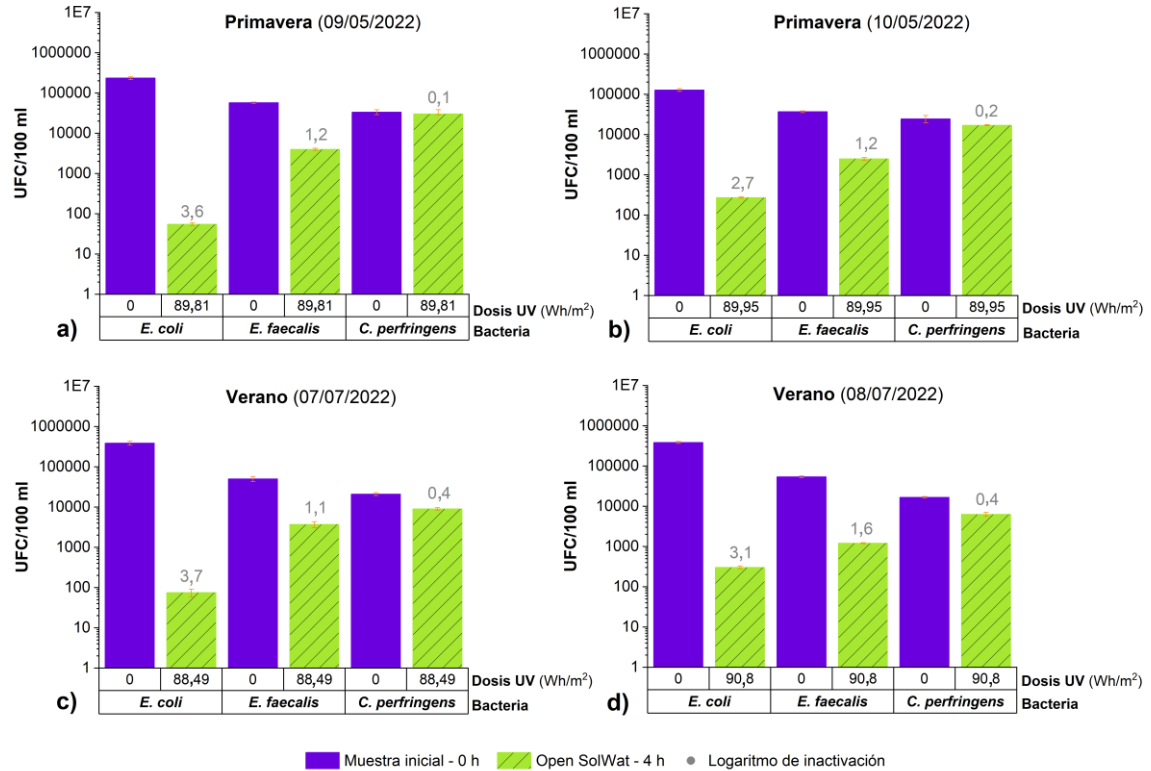 Primavera (09/05/2022)
1E7
1000000
100000
10000
1000
100
10
1
UFC/100 ml
3,6
1,2
0,1
0 89,81 0 89,81 0 89,81 Dosis UV (Wh/m²)
E. coli E. faecalis C. perfringens Bacteria
a)
Primavera (10/05/2022)
1E7
1000000
100000
10000
1000
100
10
1
UFC/100 ml
2,7
1,2
0,2
0 89,95 0 89,95 0 89,95 Dosis UV (Wh/m²)
E. coli E. faecalis C. perfringens Bacteria
b)
Verano (07/07/2022)
1E7
1000000
100000
10000
1000
100
10
1
UFC/100 ml
3,7
1,1
0,4
0 88,49 0 88,49 0 88,49 Dosis UV (Wh/m²)
E. coli E. faecalis C. perfringens Bacteria
c)
Verano (08/07/2022)
1E7
1000000
100000
10000
1000
100
10
1
UFC/100 ml
3,1
1,6
0,4
0 90,8 0 90,8 0 90,8 Dosis UV (Wh/m²)
E. coli E. faecalis C. perfringens Bacteria
d)
Muestra inicial - 0 h Open SolWat - 4 h Logaritmo de inactivación